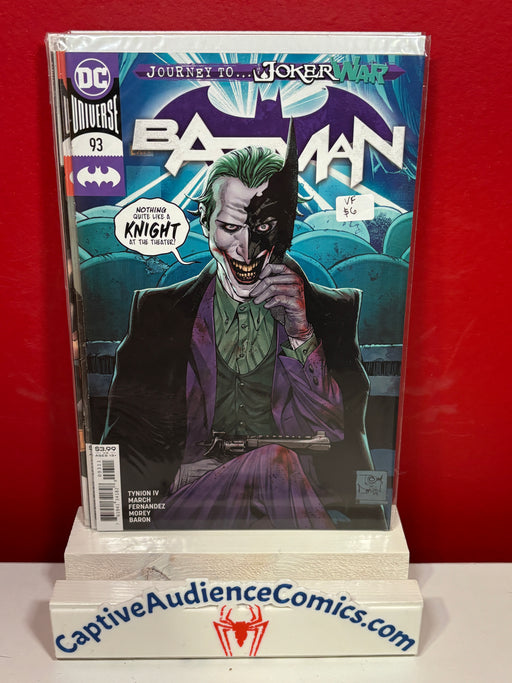 JOURNEY TO... JOKER WAR
DC
UNIVERSE
93
BATMAN
VF
$6
NOTHING
QUITE LIKE A
KNIGHT
AT THE THEATER!
$3.99
TYNION IV
MARCH
FERNANDEZ
MOREY
BARON
CaptiveAudienceComics.com